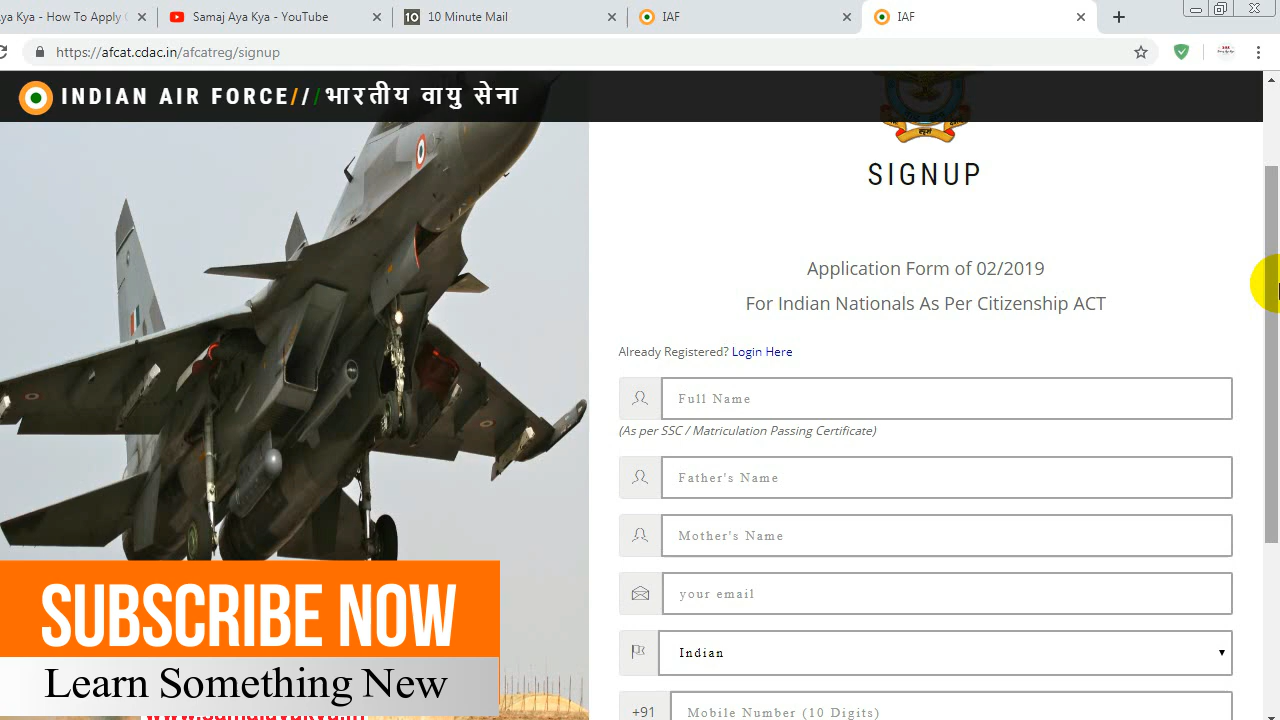 aya Kya - How To Apply
Samaj Aya Kya - YouTube
10
10 Minute Mail
IAF
IAF
https://afcat.cdac.in/afcatreg/signup
INDIAN AIR FORCE///भारतीय वायु सेना
SIGNUP
Application Form of 02/2019
For Indian Nationals As Per Citizenship ACT
Already Registered? Login Here
Full Name
(As per SSC / Matriculation Passing Certificate)
Father's Name
Mother's Name
your email
Indian
+91 Mobile Number (10 Digits)
SUBSCRIBE NOW
Learn Something New